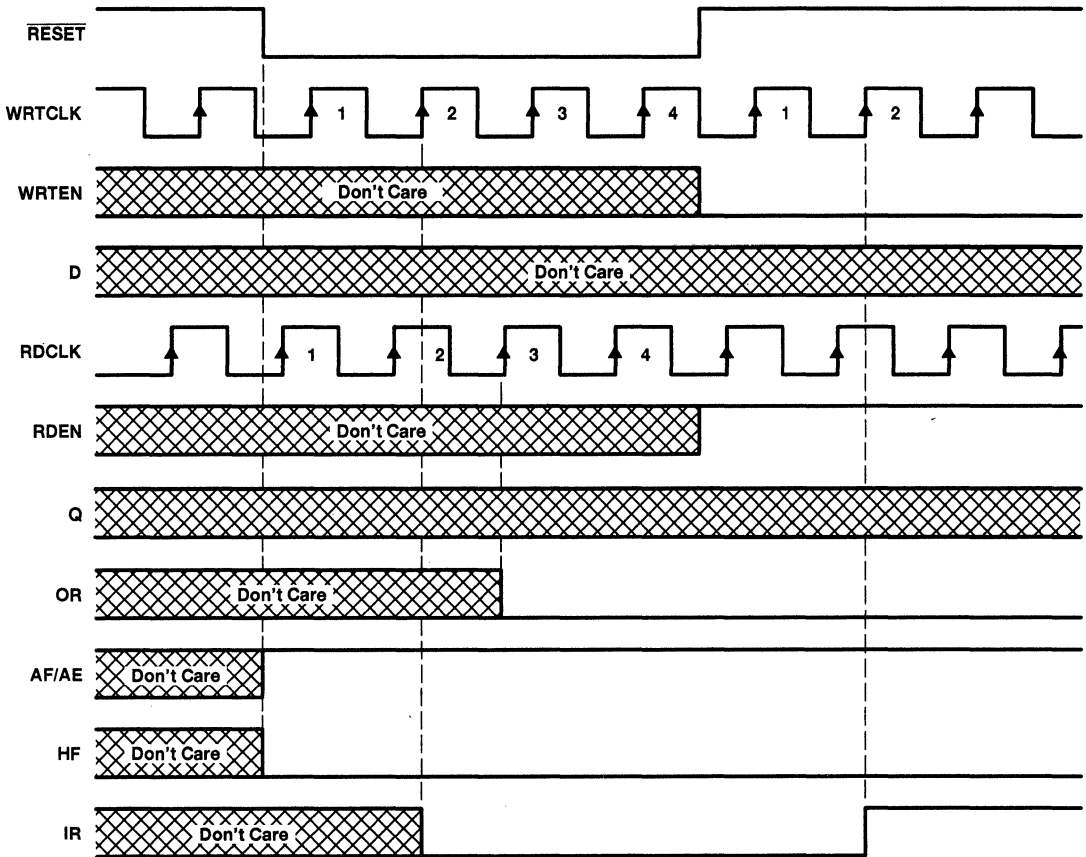 RESET
WRTCLK 1 2 3 4 1 2
WRTEN Don't Care
D Don't Care
RDCLK 1 2 3 4
RDEN Don't Care
Q
OR Don't Care
AF/AE Don't Care
HF Don't Care
IR Don't Care